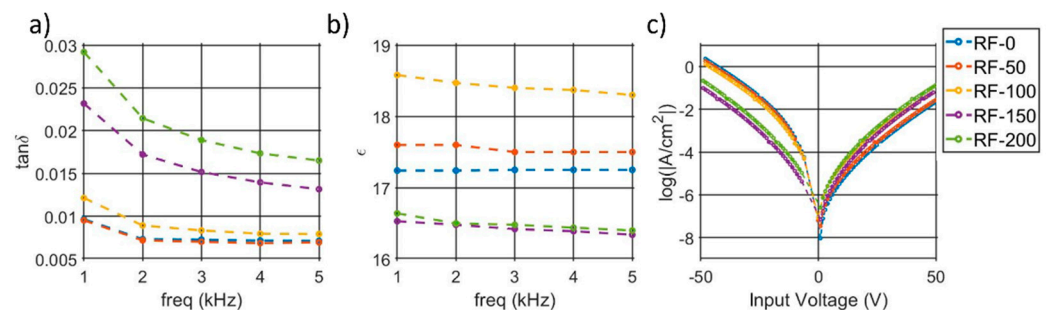 a)
0.03
0.025
0.02
0.015
0.01
0.005
tanδ
1 2 3 4 5
freq (kHz)
b)
19
18
17
16
ϵ
1 2 3 4 5
freq (kHz)
c)
0
-2
-4
-6
-8
log(|A/cm²)
-50 0 50
Input Voltage (V)
RF-0
RF-50
RF-100
RF-150
RF-200